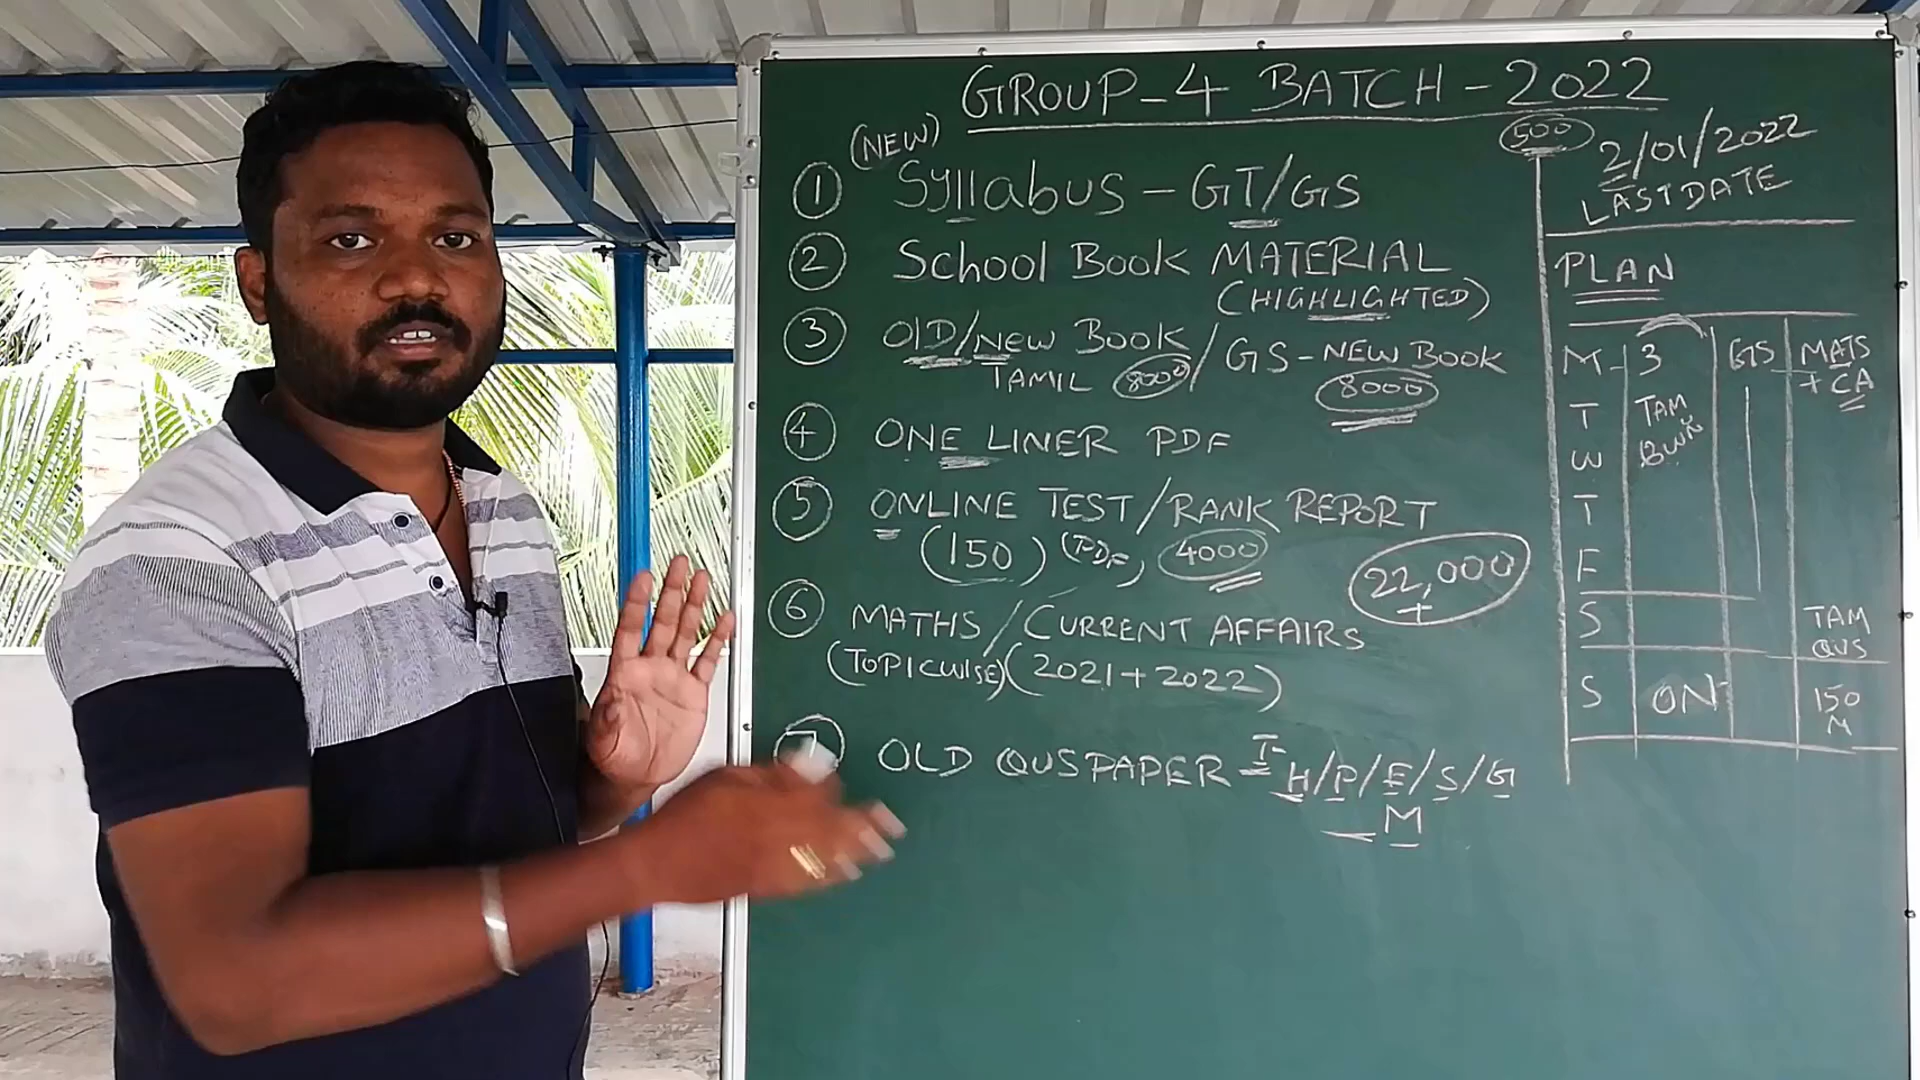 GROUP-4 BATCH-2022
(NEW)
① Syllabus - GT/GS
② School Book MATERIAL
(HIGHLIGHTED)
③ OLD/New Book / GS-NEW BOOK
TAMIL 8000 8000
④ ONE LINER PDF
⑤ ONLINE TEST/RANK REPORT
(150) (PDF) 4000
22,000
+
⑥ MATHS/CURRENT AFFAIRS
(TOPICWISE) (2021+2022)
⑦ OLD QUSPAPER - T-
H/P/E/S/G
M
500
2/01/2022
LAST DATE
PLAN
M - 3 GS MATS
+ CA
T TAM
W
T
F
S TAM
QUS
S ON 150
M